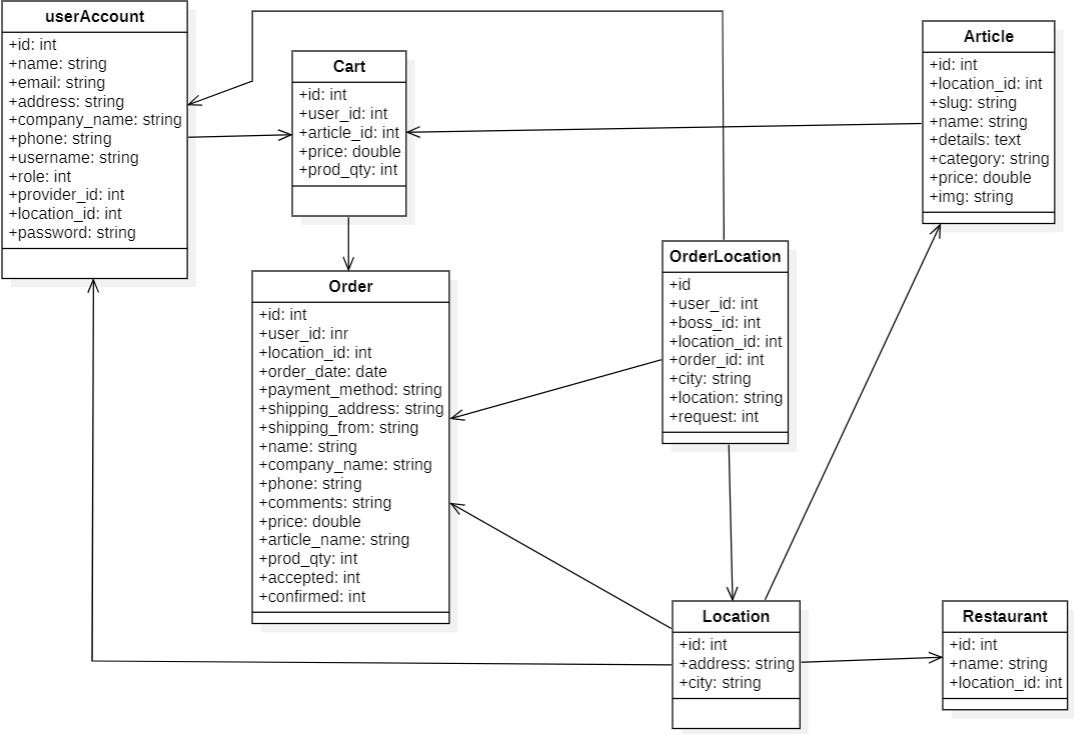 userAccount
+id: int
+name: string
+email: string
+address: string
+company_name: string
+phone: string
+username: string
+role: int
+provider_id: int
+location_id: int
+password: string
Cart
+id: int
+user_id: int
+article_id: int
+price: double
+prod_qty: int
Article
+id: int
+location_id: int
+slug: string
+name: string
+details: text
+category: string
+price: double
+img: string
Order
+id: int
+user_id: inr
+location_id: int
+order_date: date
+payment_method: string
+shipping_address: string
+shipping_from: string
+name: string
+company_name: string
+phone: string
+comments: string
+price: double
+article_name: string
+prod_qty: int
+accepted: int
+confirmed: int
OrderLocation
+id
+user_id: int
+boss_id: int
+location_id: int
+order_id: int
+city: string
+location: string
+request: int
Location
+id: int
+address: string
+city: string
Restaurant
+id: int
+name: string
+location_id: int